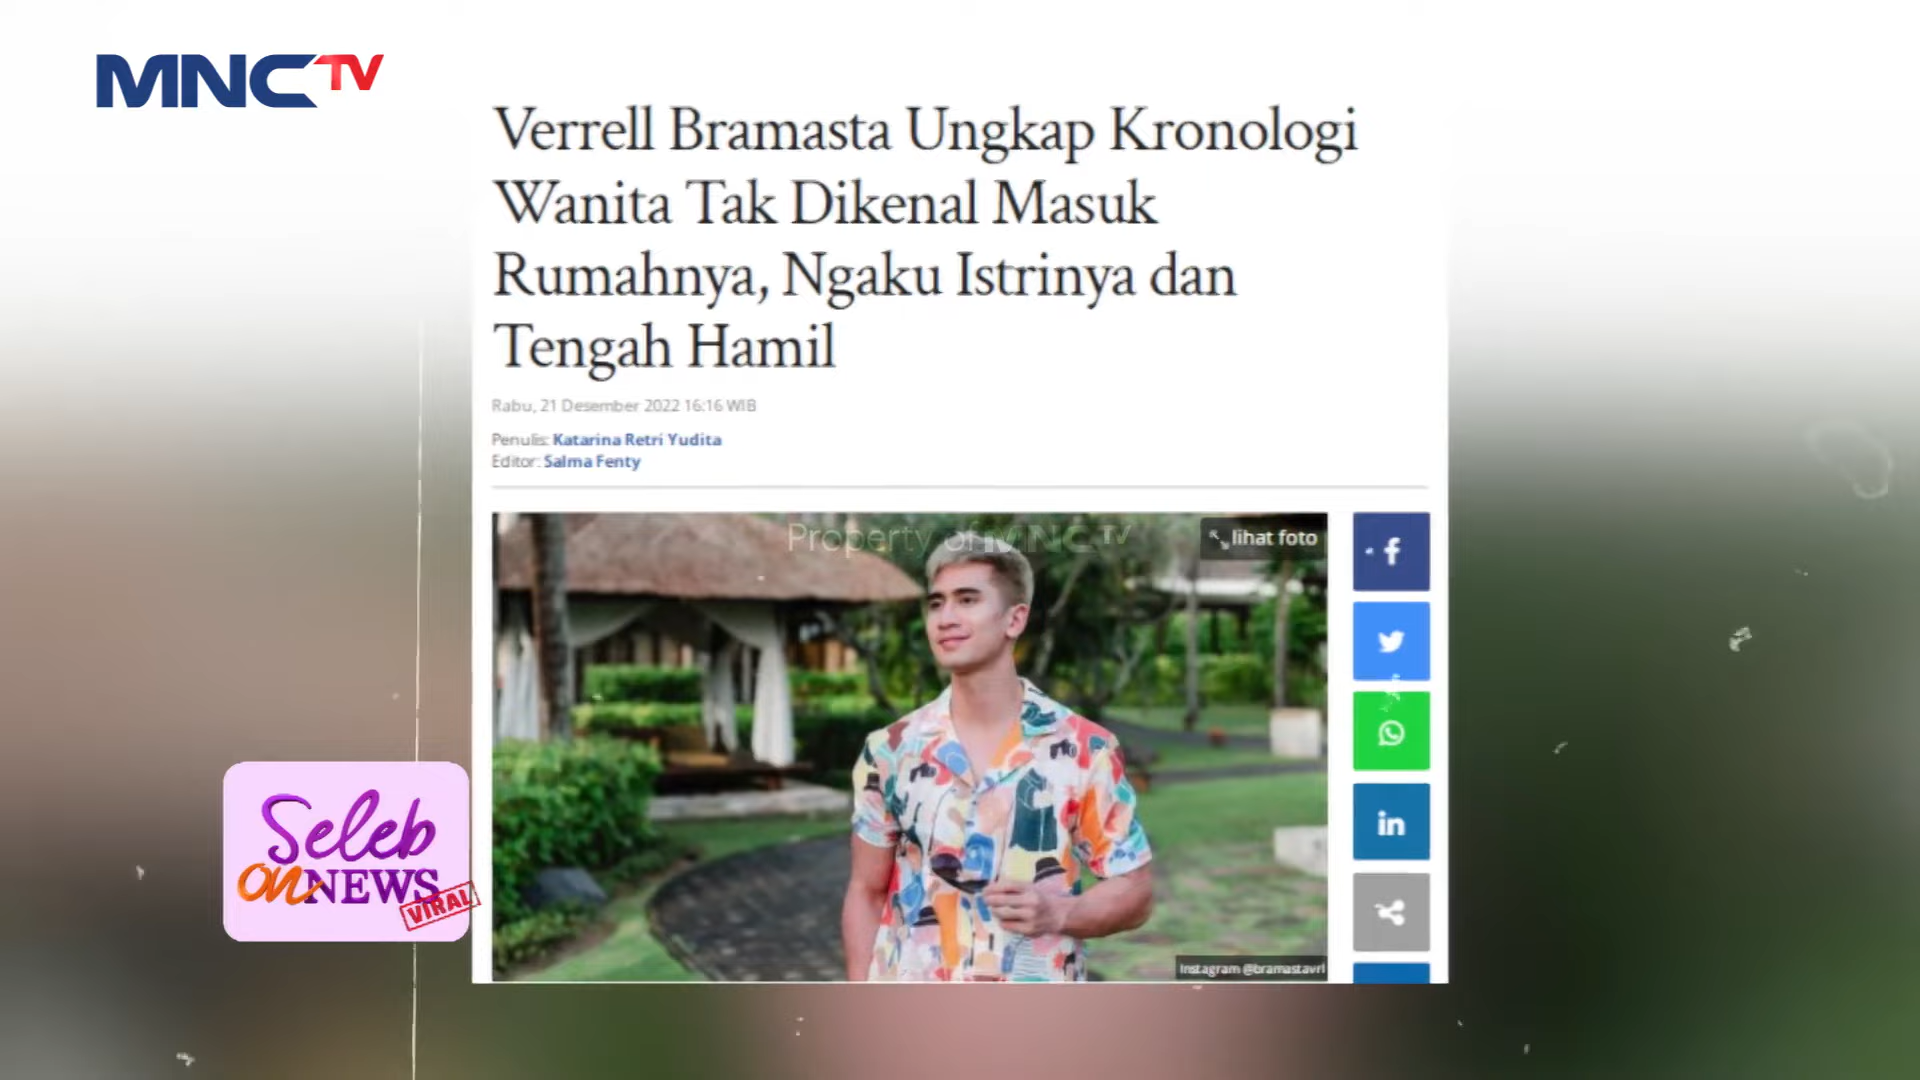 MNCTV
Verrell Bramasta Ungkap Kronologi
Wanita Tak Dikenal Masuk
Rumahnya, Ngaku Istrinya dan
Tengah Hamil
Rabu, 21 Desember 2022 16:16 WIB
Penulis: Katarina Retri Yudita
Editor: Salma Fenty
Property of MNCTV
lihat foto
Seleb
on NEWS
VIRAL
Instagram @bramastavrl